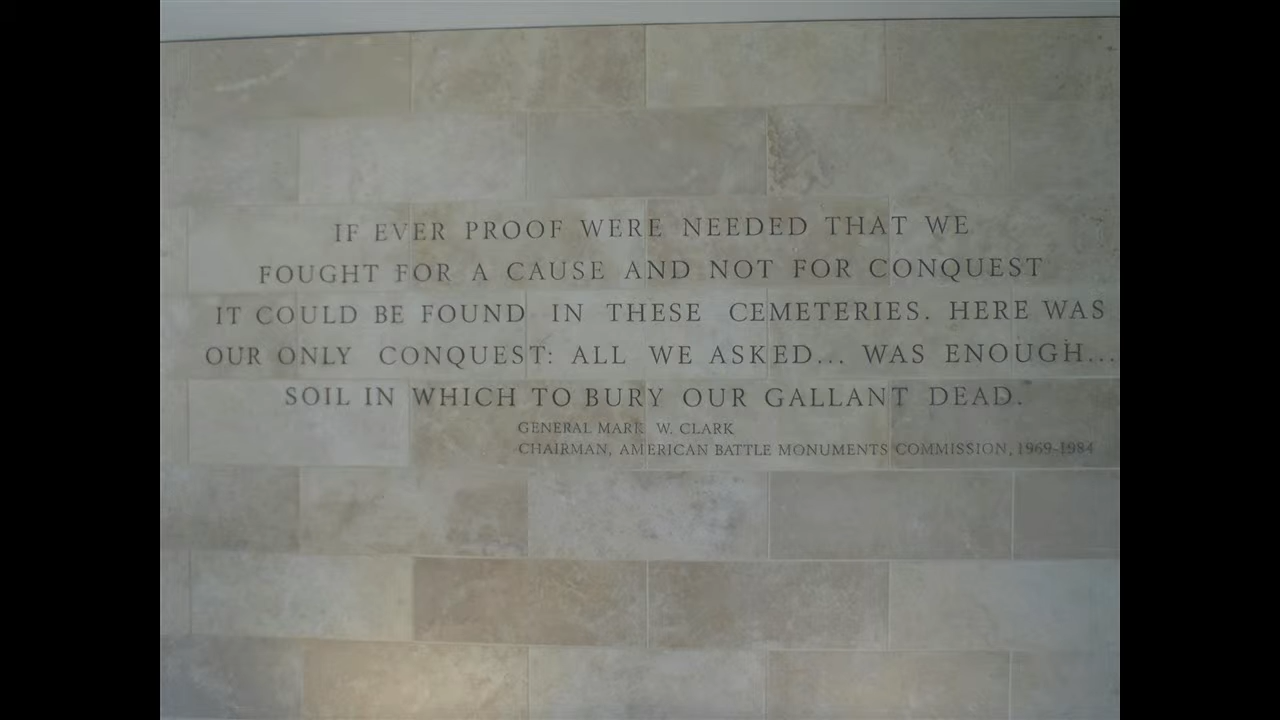 IF EVER PROOF WERE NEEDED THAT WE
FOUGHT FOR A CAUSE AND NOT FOR CONQUEST
IT COULD BE FOUND IN THESE CEMETERIES. HERE WAS
OUR ONLY CONQUEST: ALL WE ASKED... WAS ENOUGH...
SOIL IN WHICH TO BURY OUR GALLANT DEAD.
GENERAL MARK W. CLARK
CHAIRMAN, AMERICAN BATTLE MONUMENTS COMMISSION, 1969-1984